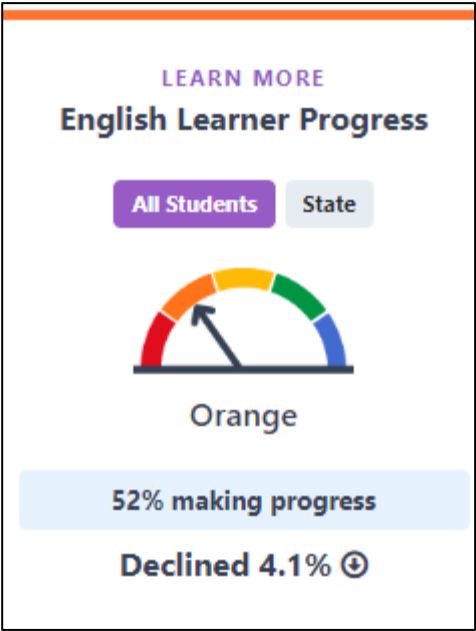 LEARN MORE
English Learner Progress
All Students State
Orange
52% making progress
Declined 4.1%